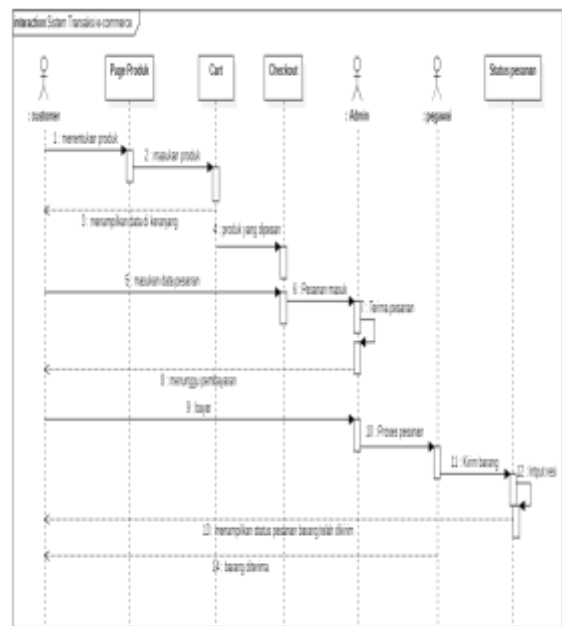 interaction Sistem Transaksi e-commerce
Page Produk
Cart
Checkout
Status pesanan
: customer
: Admin
: pegawai
1 : menentukan produk
2 : masukan produk
3 : menampilkan data di keranjang
4 : produk yang dipesan
5 : masukan data pesanan
6 : Pesanan masuk
7 : Terima pesanan
8 : menunggu pembayaran
9 : bayar
10 : Proses pesanan
11 : Kirim barang
12 : Input resi
13 : menampilkan status pesanan barang telah dikirim
14 : barang diterima